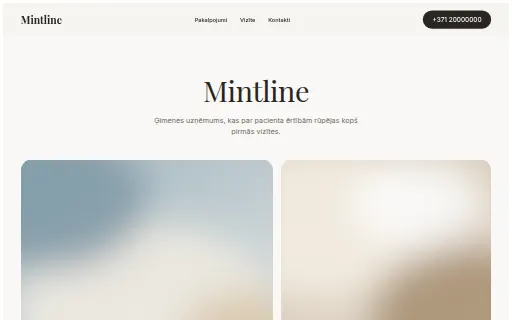 Mintline
Pakalpojumi
Vizīte
Kontakti
+371 20000000
Mintline
Ģimenes uzņēmums, kas par pacienta ērtībām rūpējas kopš
pirmās vizītes.